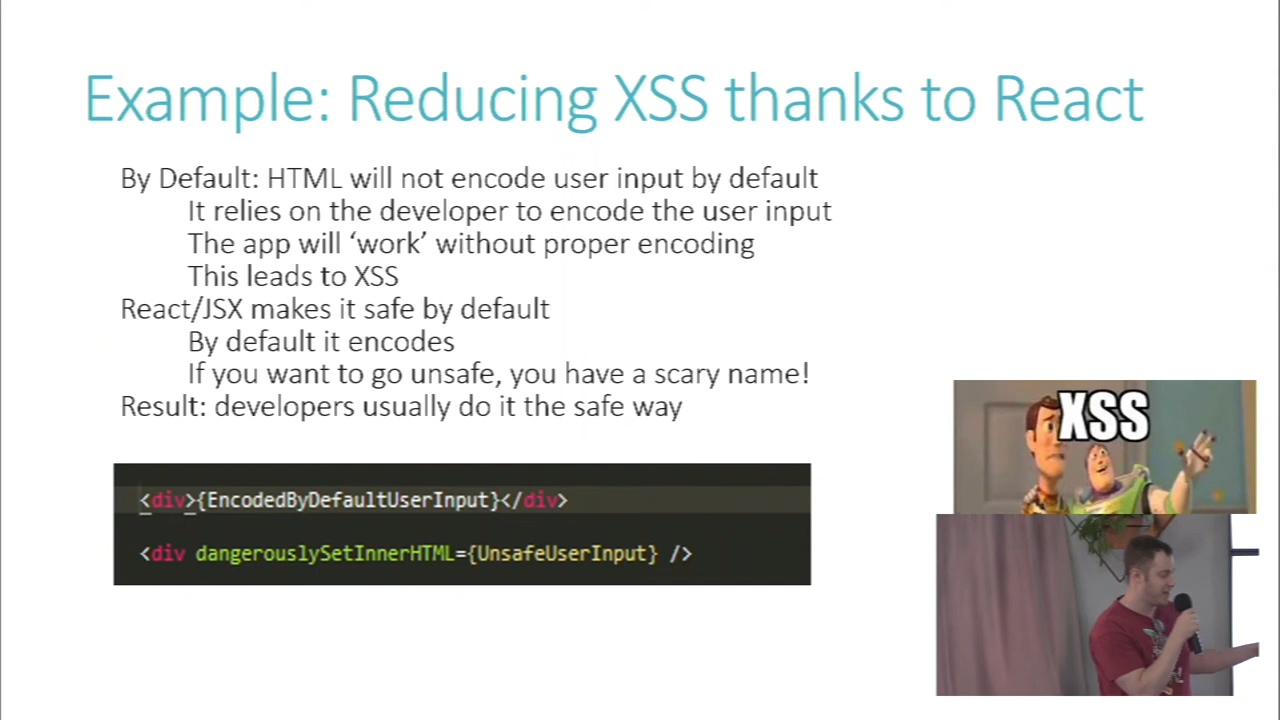 Example: Reducing XSS thanks to React
By Default: HTML will not encode user input by default
It relies on the developer to encode the user input
The app will ‘work’ without proper encoding
This leads to XSS
React/JSX makes it safe by default
By default it encodes
If you want to go unsafe, you have a scary name!
Result: developers usually do it the safe way
<div>{EncodedByDefaultUserInput}</div>
<div dangerouslySetInnerHTML={UnsafeUserInput} />
XSS